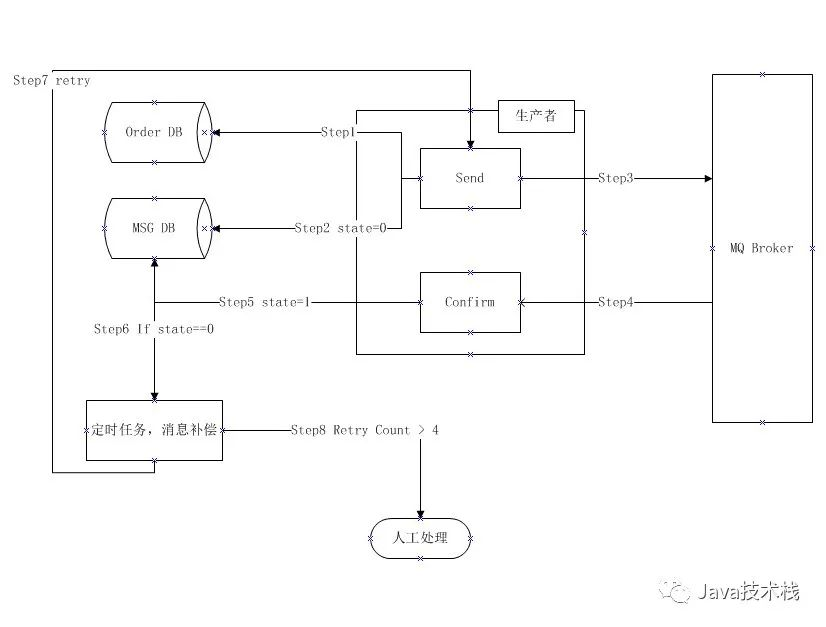 Step7 retry
生产者
Order DB
Step1
Send
Step3
MSG DB
Step2 state=0
MQ Broker
Step5 state=1
Confirm
Step4
Step6 If state==0
定时任务，消息补偿
Step8 Retry Count > 4
人工处理
Java技术栈